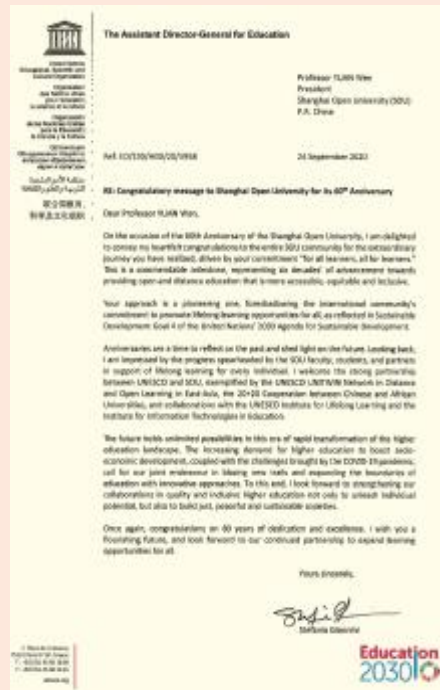 The Assistant Director-General for Education
Professor YUAN Wen
President
Shanghai Open University (SOU)
P.R. China
24 September 2020
RE: Congratulatory message to Shanghai Open University for its 60th Anniversary
Dear Professor YUAN Wen,
On the occasion of the 60th Anniversary of the Shanghai Open University, I am delighted
to convey my heartfelt congratulations to the entire SOU community for the extraordinary
journey you have realized, driven by your commitment "for all learners, all for learners."
This is a commendable milestone, representing six decades of advancement towards
providing open and distance education that is more accessible, equitable and inclusive.
Your approach is a pioneering one, foreshadowing the international community's
commitment to promote lifelong learning opportunities for all, as reflected in Sustainable
Development Goal 4 of the United Nations' 2030 Agenda for Sustainable Development.
Anniversaries are a time to reflect on the past and shed light on the future. Looking back,
I am impressed by the progress spearheaded by the SOU faculty, students, and partners
in support of lifelong learning for every individual. I welcome the strong partnership
between UNESCO and SOU, exemplified by the UNESCO UNITWIN Network in Distance
and Open Learning in East Asia, the 20+20 Cooperation between Chinese and African
Universities, and collaborations with the UNESCO Institute for Lifelong Learning and the
Institute for Information Technologies in Education.
The future holds unlimited possibilities in this era of rapid transformation of the higher
education landscape. The increasing demand for higher education to boost socio-
economic development, coupled with the challenges brought by the COVID-19 pandemic,
call for our joint endeavour in blazing new trails and expanding the boundaries of
education with innovative approaches. To this end, I look forward to strengthening our
collaborations in quality and inclusive higher education not only to unleash individual
potential, but also to build just, peaceful and sustainable societies.
Once again, congratulations on 60 years of dedication and excellence. I wish you a
flourishing future, and look forward to our continued partnership to expand learning
opportunities for all.
Yours sincerely,
Stefania Giannini
Education
2030